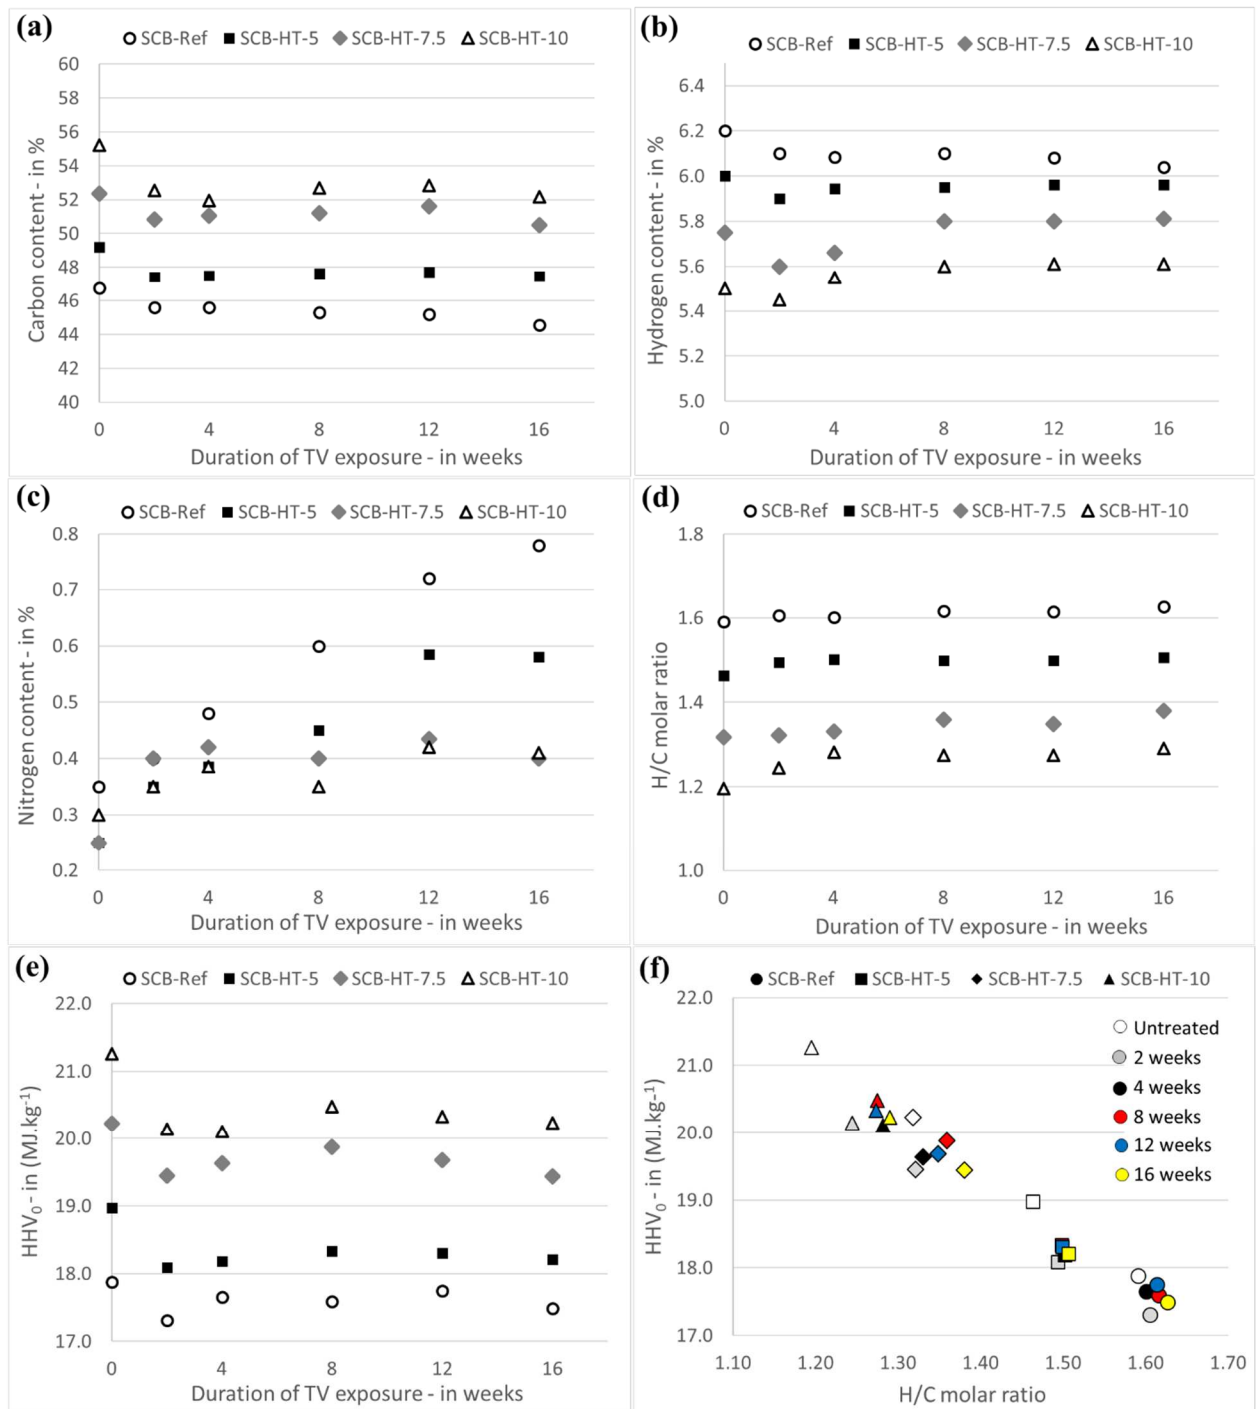 (a)
SCB-Ref SCB-HT-5 SCB-HT-7.5 SCB-HT-10
Carbon content - in %
60
58
56
54
52
50
48
46
44
42
40
0 4 8 12 16
Duration of TV exposure - in weeks
(b)
SCB-Ref SCB-HT-5 SCB-HT-7.5 SCB-HT-10
Hydrogen content - in %
6.4
6.2
6.0
5.8
5.6
5.4
5.2
5.0
0 4 8 12 16
Duration of TV exposure - in weeks
(c)
SCB-Ref SCB-HT-5 SCB-HT-7.5 SCB-HT-10
Nitrogen content - in %
0.8
0.7
0.6
0.5
0.4
0.3
0.2
0 4 8 12 16
Duration of TV exposure - in weeks
(d)
SCB-Ref SCB-HT-5 SCB-HT-7.5 SCB-HT-10
H/C molar ratio
1.8
1.6
1.4
1.2
1.0
0 4 8 12 16
Duration of TV exposure - in weeks
(e)
SCB-Ref SCB-HT-5 SCB-HT-7.5 SCB-HT-10
HHV₀ - in (MJ.kg⁻¹)
22.0
21.0
20.0
19.0
18.0
17.0
0 4 8 12 16
Duration of TV exposure - in weeks
(f)
SCB-Ref SCB-HT-5 SCB-HT-7.5 SCB-HT-10
HHV₀ - in (MJ.kg⁻¹)
22.0
21.0
20.0
19.0
18.0
17.0
Untreated
2 weeks
4 weeks
8 weeks
12 weeks
16 weeks
1.10 1.20 1.30 1.40 1.50 1.60 1.70
H/C molar ratio